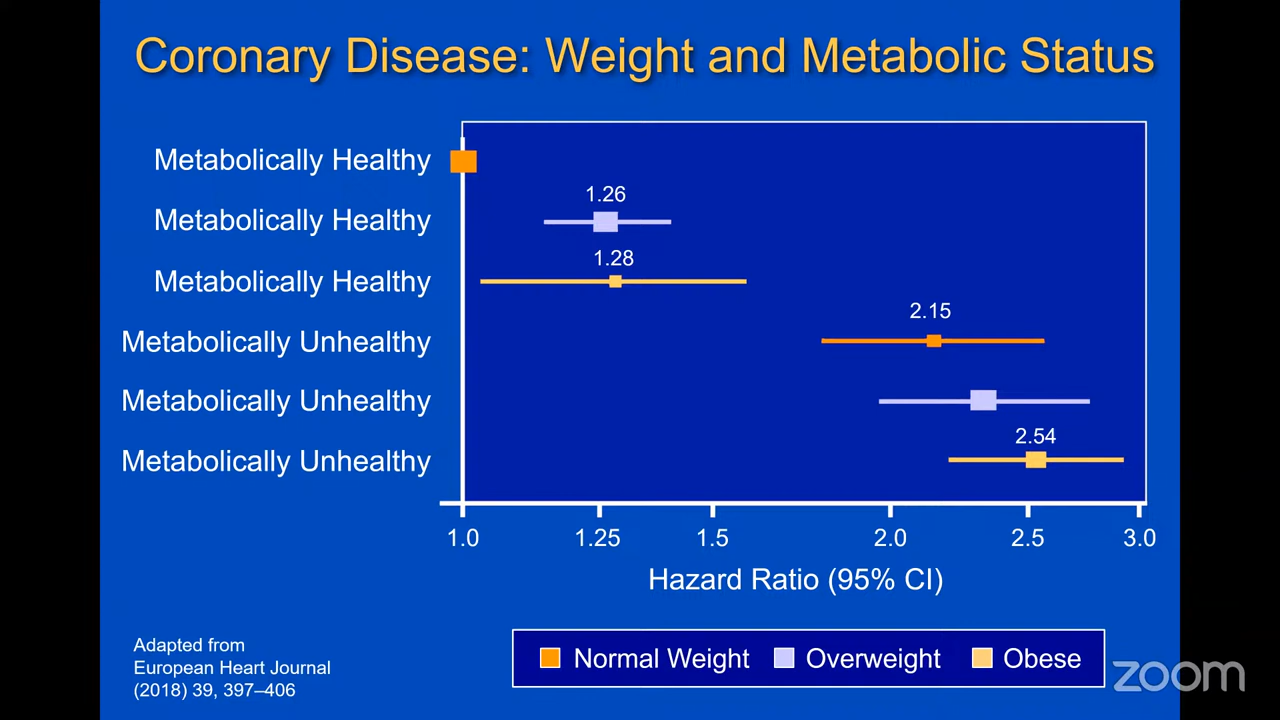 Coronary Disease: Weight and Metabolic Status
Metabolically Healthy
1.26
Metabolically Healthy
1.28
Metabolically Healthy
2.15
Metabolically Unhealthy
Metabolically Unhealthy
2.54
Metabolically Unhealthy
1.0 1.25 1.5 2.0 2.5 3.0
Hazard Ratio (95% CI)
Adapted from
European Heart Journal
(2018) 39, 397–406
Normal Weight Overweight Obese
zoom